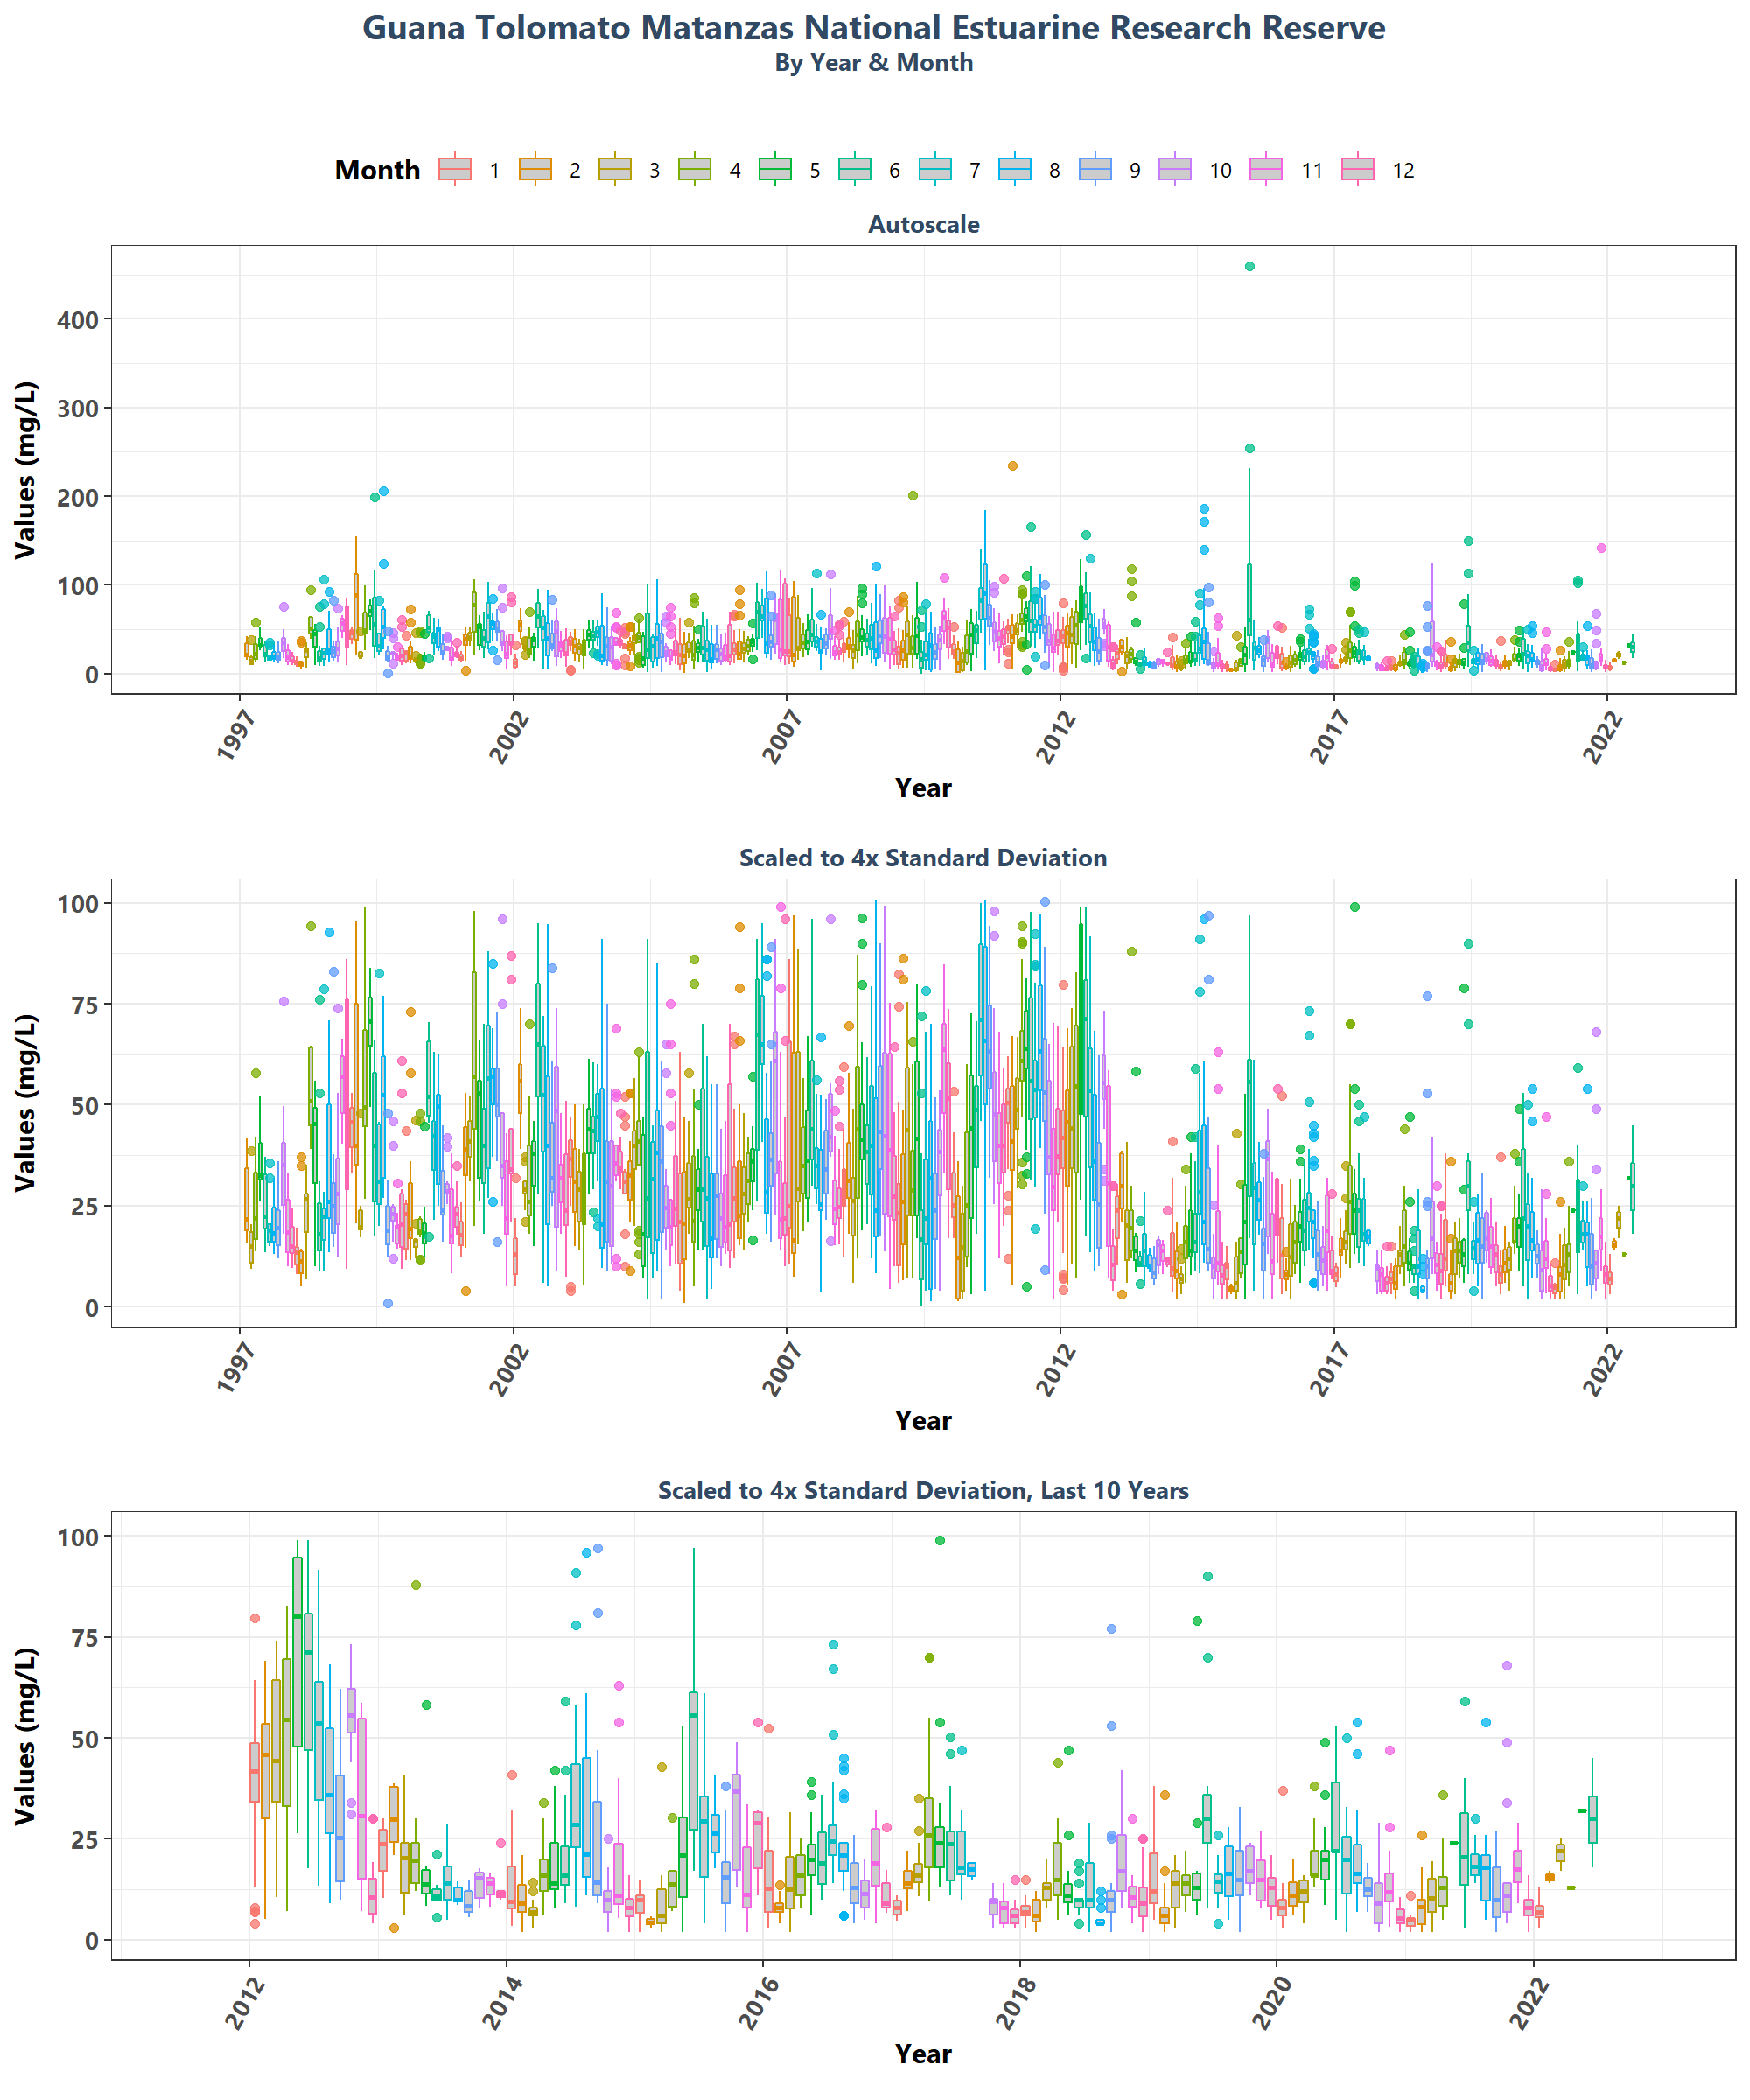 Guana Tolomato Matanzas National Estuarine Research Reserve
By Year & Month
Month 1 2 3 4 5 6 7 8 9 10 11 12
Autoscale
Values (mg/L)
400
300
200
100
0
1997 2002 2007 2012 2017 2022
Year
Scaled to 4x Standard Deviation
Values (mg/L)
100
75
50
25
0
1997 2002 2007 2012 2017 2022
Year
Scaled to 4x Standard Deviation, Last 10 Years
Values (mg/L)
100
75
50
25
0
2012 2014 2016 2018 2020 2022
Year